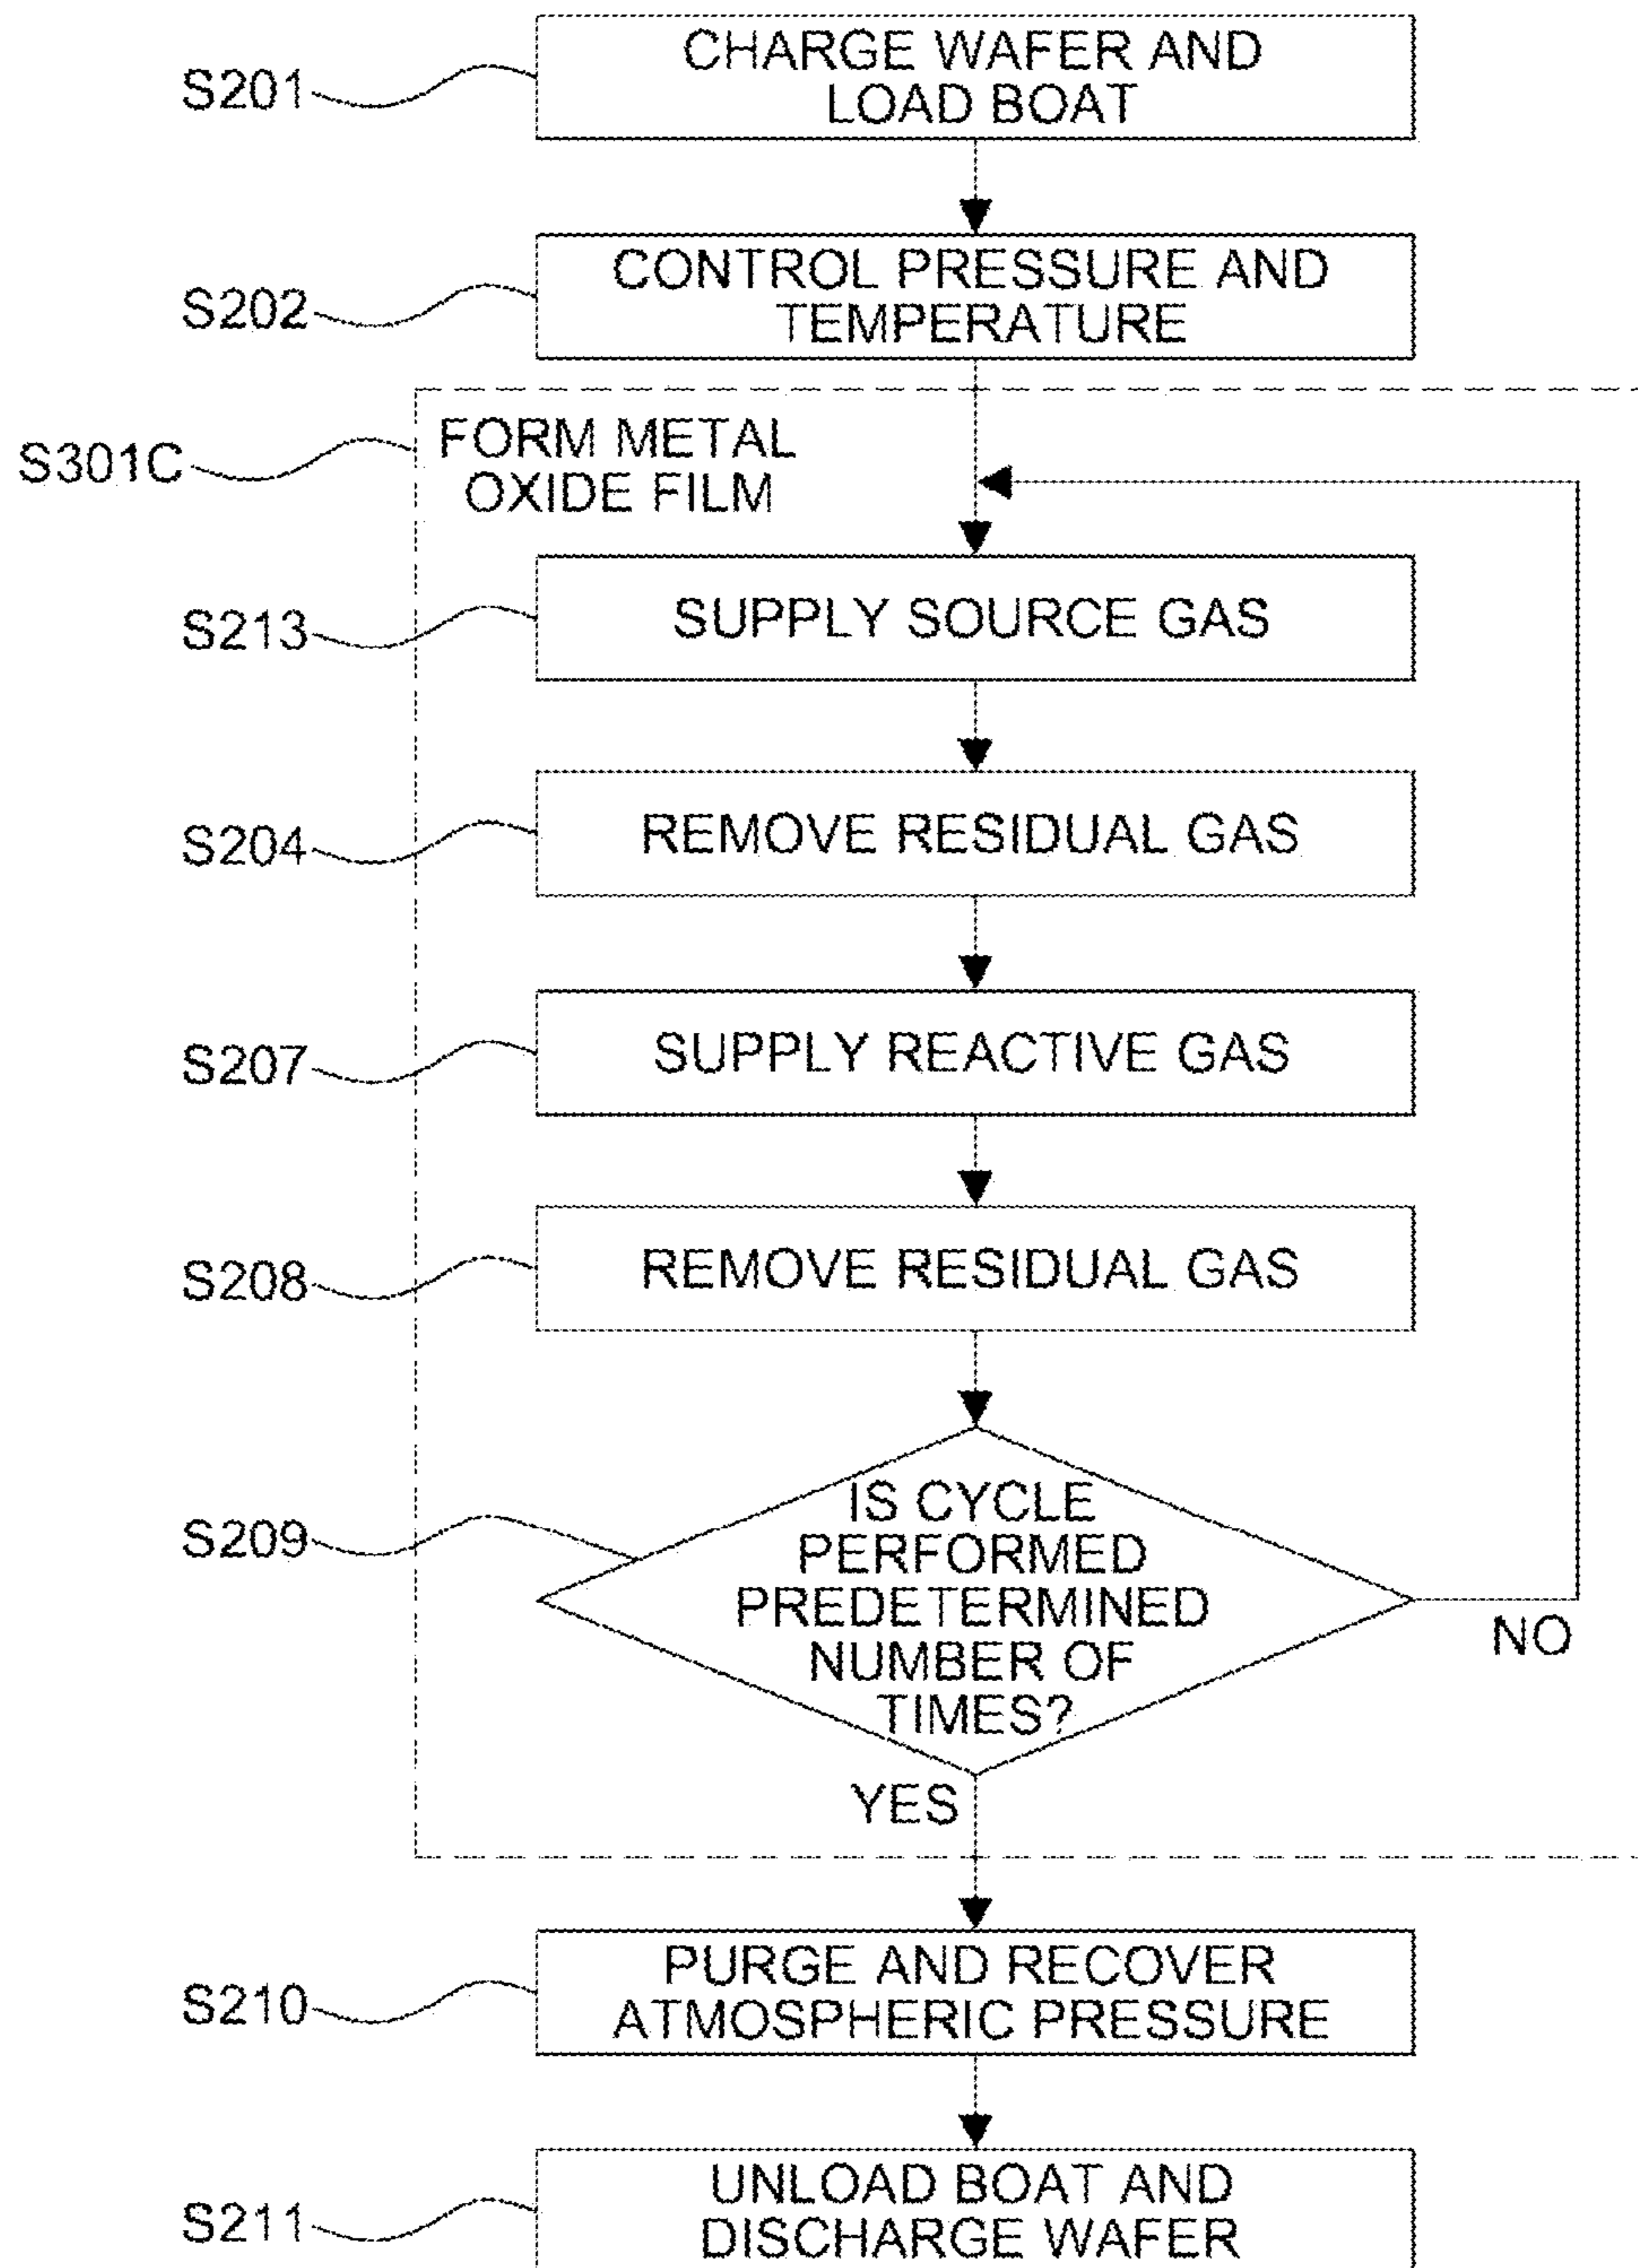 S201
CHARGE WAFER AND
LOAD BOAT
S202
CONTROL PRESSURE AND
TEMPERATURE
S301C
FORM METAL
OXIDE FILM
S213
SUPPLY SOURCE GAS
S204
REMOVE RESIDUAL GAS
S207
SUPPLY REACTIVE GAS
S208
REMOVE RESIDUAL GAS
S209
IS CYCLE
PERFORMED
PREDETERMINED
NUMBER OF
TIMES?
NO
YES
S210
PURGE AND RECOVER
ATMOSPHERIC PRESSURE
S211
UNLOAD BOAT AND
DISCHARGE WAFER